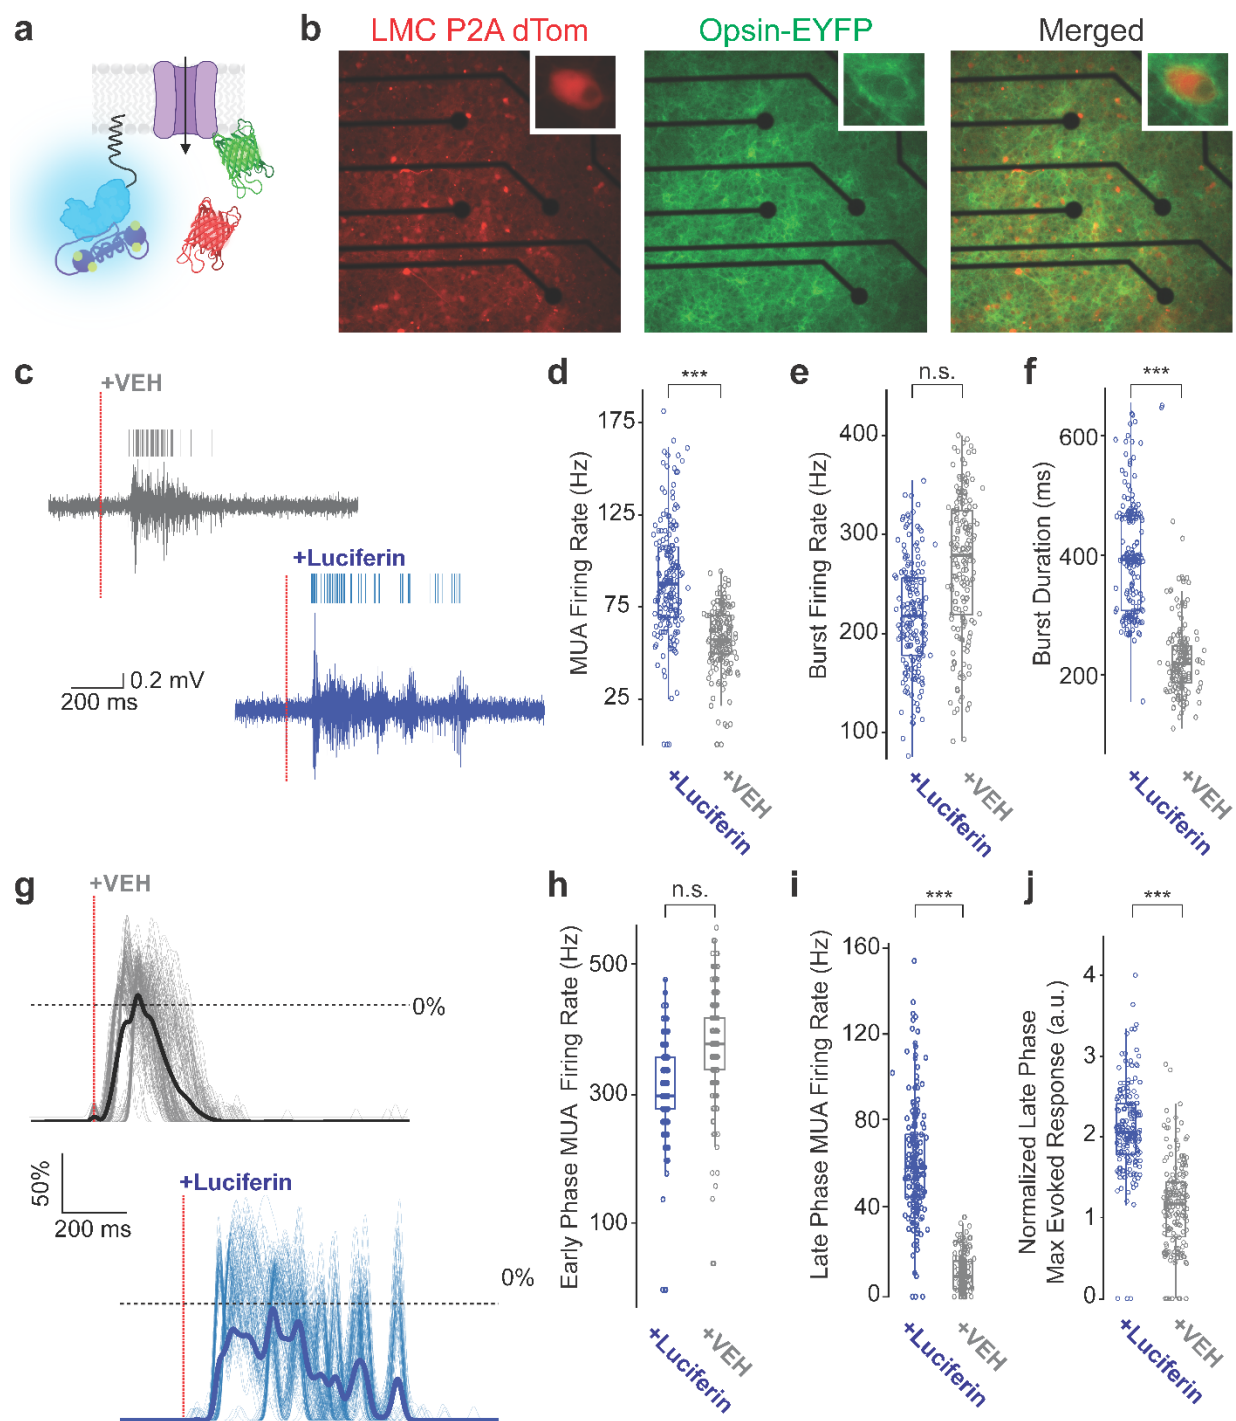 a
b
LMC P2A dTom
Opsin-EYFP
Merged
c
+VEH
+Luciferin
0.2 mV
200 ms
d
***
MUA Firing Rate (Hz)
175
125
75
25
+Luciferin
+VEH
e
n.s.
Burst Firing Rate (Hz)
400
300
200
100
+Luciferin
+VEH
f
***
Burst Duration (ms)
600
400
200
+Luciferin
+VEH
g
+VEH
0%
50%
200 ms
+Luciferin
0%
h
n.s.
Early Phase MUA Firing Rate (Hz)
500
300
100
+Luciferin
+VEH
i
***
Late Phase MUA Firing Rate (Hz)
160
120
80
40
0
+Luciferin
+VEH
j
***
Normalized Late Phase
Max Evoked Response (a.u.)
4
3
2
1
0
+Luciferin
+VEH